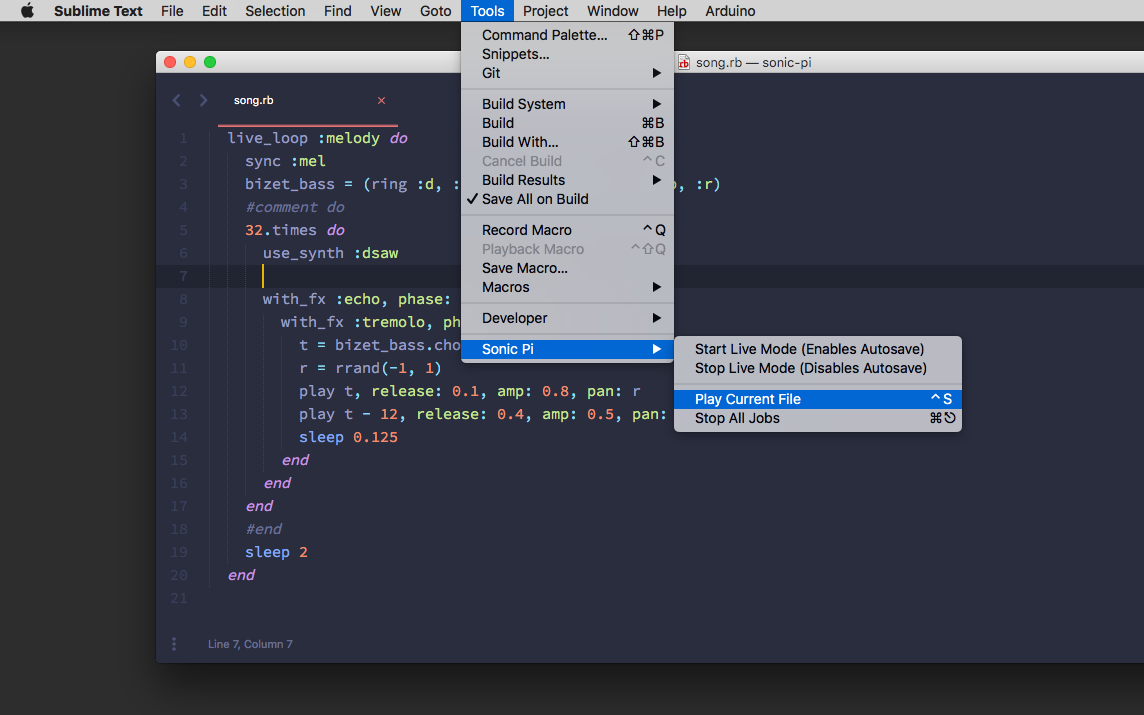 Sublime Text File Edit Selection Find View Goto Tools Project Window Help Arduino
Command Palette... ⇧⌘P
Snippets...
Git
Build System
Build ⌘B
Build With... ⇧⌘B
Cancel Build ^C
Build Results
✓ Save All on Build
Record Macro ^Q
Playback Macro ^⇧Q
Save Macro...
Macros
Developer
Sonic Pi
Start Live Mode (Enables Autosave)
Stop Live Mode (Disables Autosave)
Play Current File ^S
Stop All Jobs ⌘⎋
rb song.rb — sonic-pi
song.rb ×
1 live_loop :melody do
2 sync :mel
3 bizet_bass = (ring :d, : , :r)
4 #comment do
5 32.times do
6 use_synth :dsaw
7
8 with_fx :echo, phase:
9 with_fx :tremolo, ph
10 t = bizet_bass.cho
11 r = rrand(-1, 1)
12 play t, release: 0.1, amp: 0.8, pan: r
13 play t - 12, release: 0.4, amp: 0.5, pan:
14 sleep 0.125
15 end
16 end
17 end
18 #end
19 sleep 2
20 end
21
Line 7, Column 7